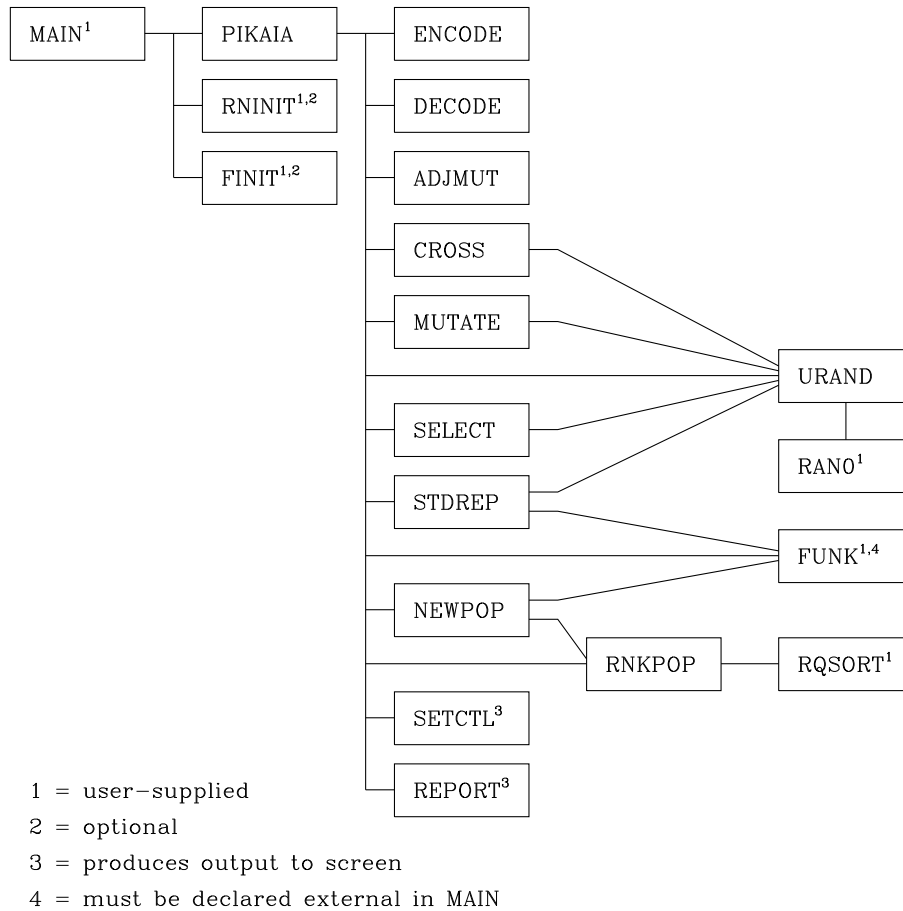 MAIN¹ PIKAIA ENCODE
RNINIT¹,² DECODE
FINIT¹,² ADJMUT
CROSS
MUTATE
URAND
SELECT
RAN0¹
STDREP
FUNK¹,⁴
NEWPOP
RNKPOP RQSORT¹
SETCTL³
REPORT³
1 = user-supplied
2 = optional
3 = produces output to screen
4 = must be declared external in MAIN